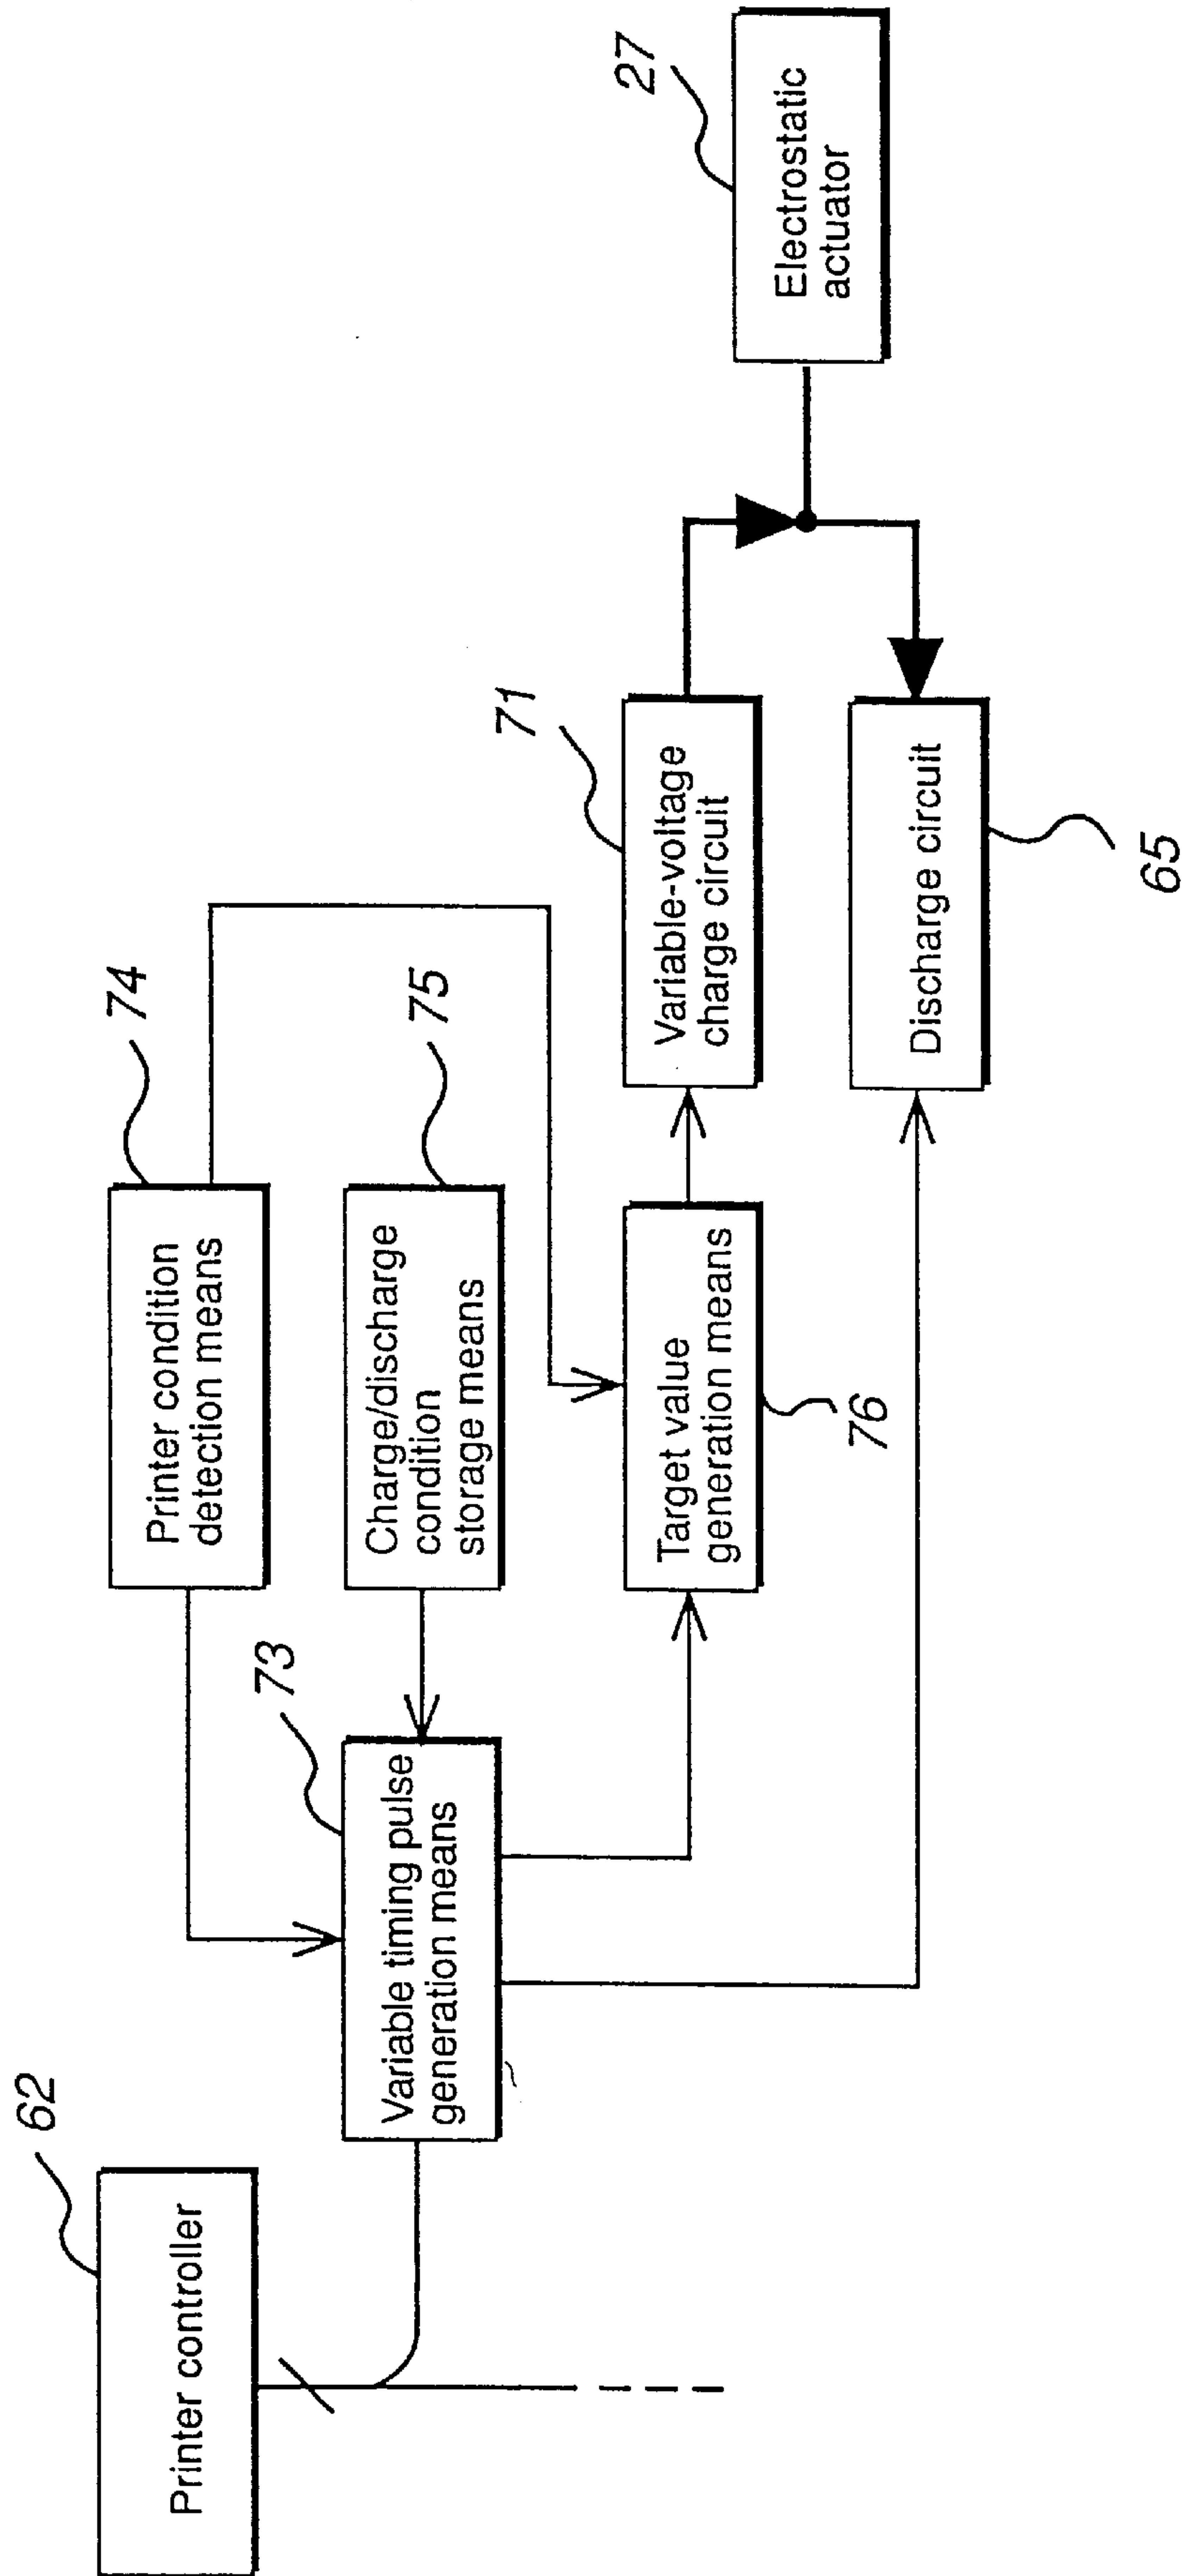 62
Printer controller
73
Variable timing pulse
generation means
74
Printer condition
detection means
75
Charge/discharge
condition
storage means
Target value
generation means
76
71
Variable-voltage
charge circuit
Discharge circuit
65
27
Electrostatic
actuator